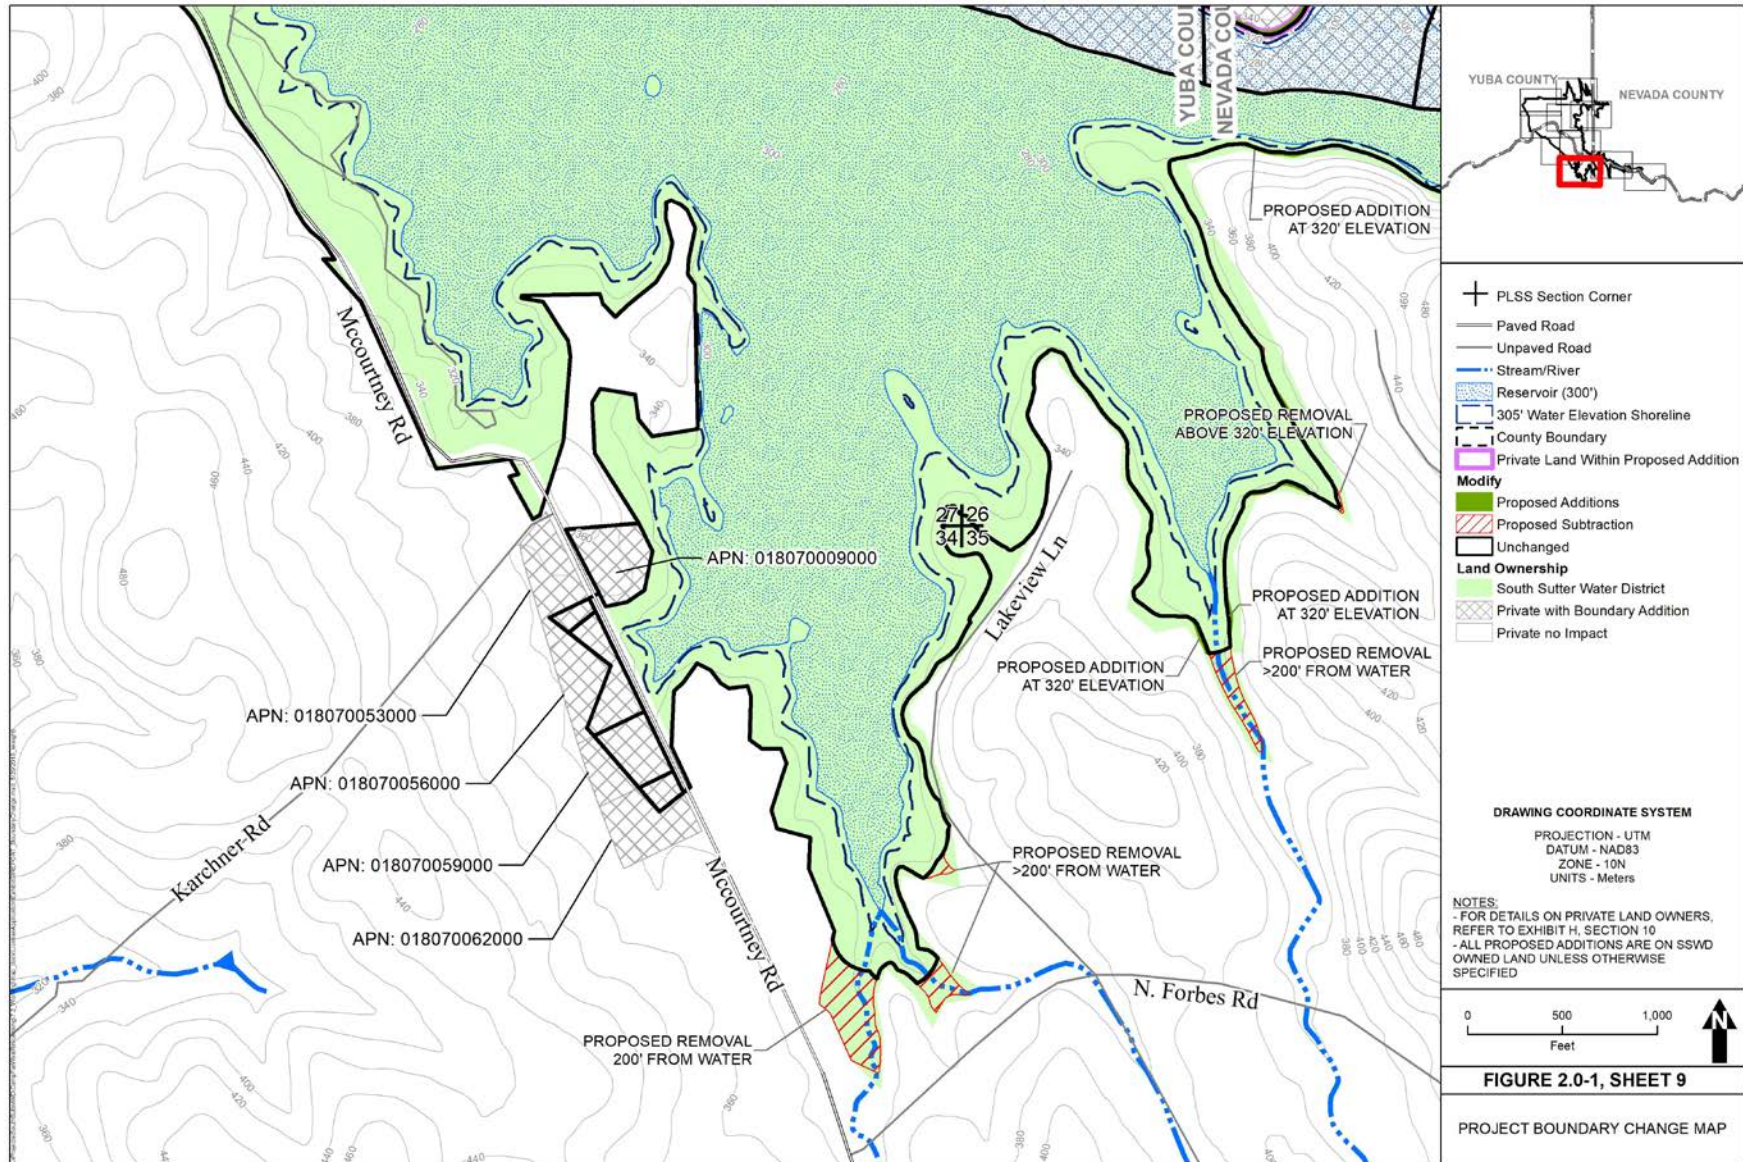 YUBA COU
NEVADA COU
PROPOSED ADDITION
AT 320' ELEVATION
Mccourtney Rd
PROPOSED REMOVAL
ABOVE 320' ELEVATION
27 26
34 35
APN: 018070009000
Lakeview Ln
PROPOSED ADDITION
AT 320' ELEVATION
PROPOSED ADDITION
AT 320' ELEVATION
PROPOSED REMOVAL
>200' FROM WATER
APN: 018070053000
APN: 018070056000
APN: 018070059000
APN: 018070062000
Karchner Rd
Mccourtney Rd
PROPOSED REMOVAL
>200' FROM WATER
N. Forbes Rd
PROPOSED REMOVAL
200' FROM WATER
YUBA COUNTY
NEVADA COUNTY
PLSS Section Corner
Paved Road
Unpaved Road
Stream/River
Reservoir (300')
305' Water Elevation Shoreline
County Boundary
Private Land Within Proposed Addition
Modify
Proposed Additions
Proposed Subtraction
Unchanged
Land Ownership
South Sutter Water District
Private with Boundary Addition
Private no Impact
DRAWING COORDINATE SYSTEM
PROJECTION - UTM
DATUM - NAD83
ZONE - 10N
UNITS - Meters
NOTES:
- FOR DETAILS ON PRIVATE LAND OWNERS,
REFER TO EXHIBIT H, SECTION 10
- ALL PROPOSED ADDITIONS ARE ON SSWD
OWNED LAND UNLESS OTHERWISE
SPECIFIED
0 500 1,000
Feet
N
FIGURE 2.0-1, SHEET 9
PROJECT BOUNDARY CHANGE MAP